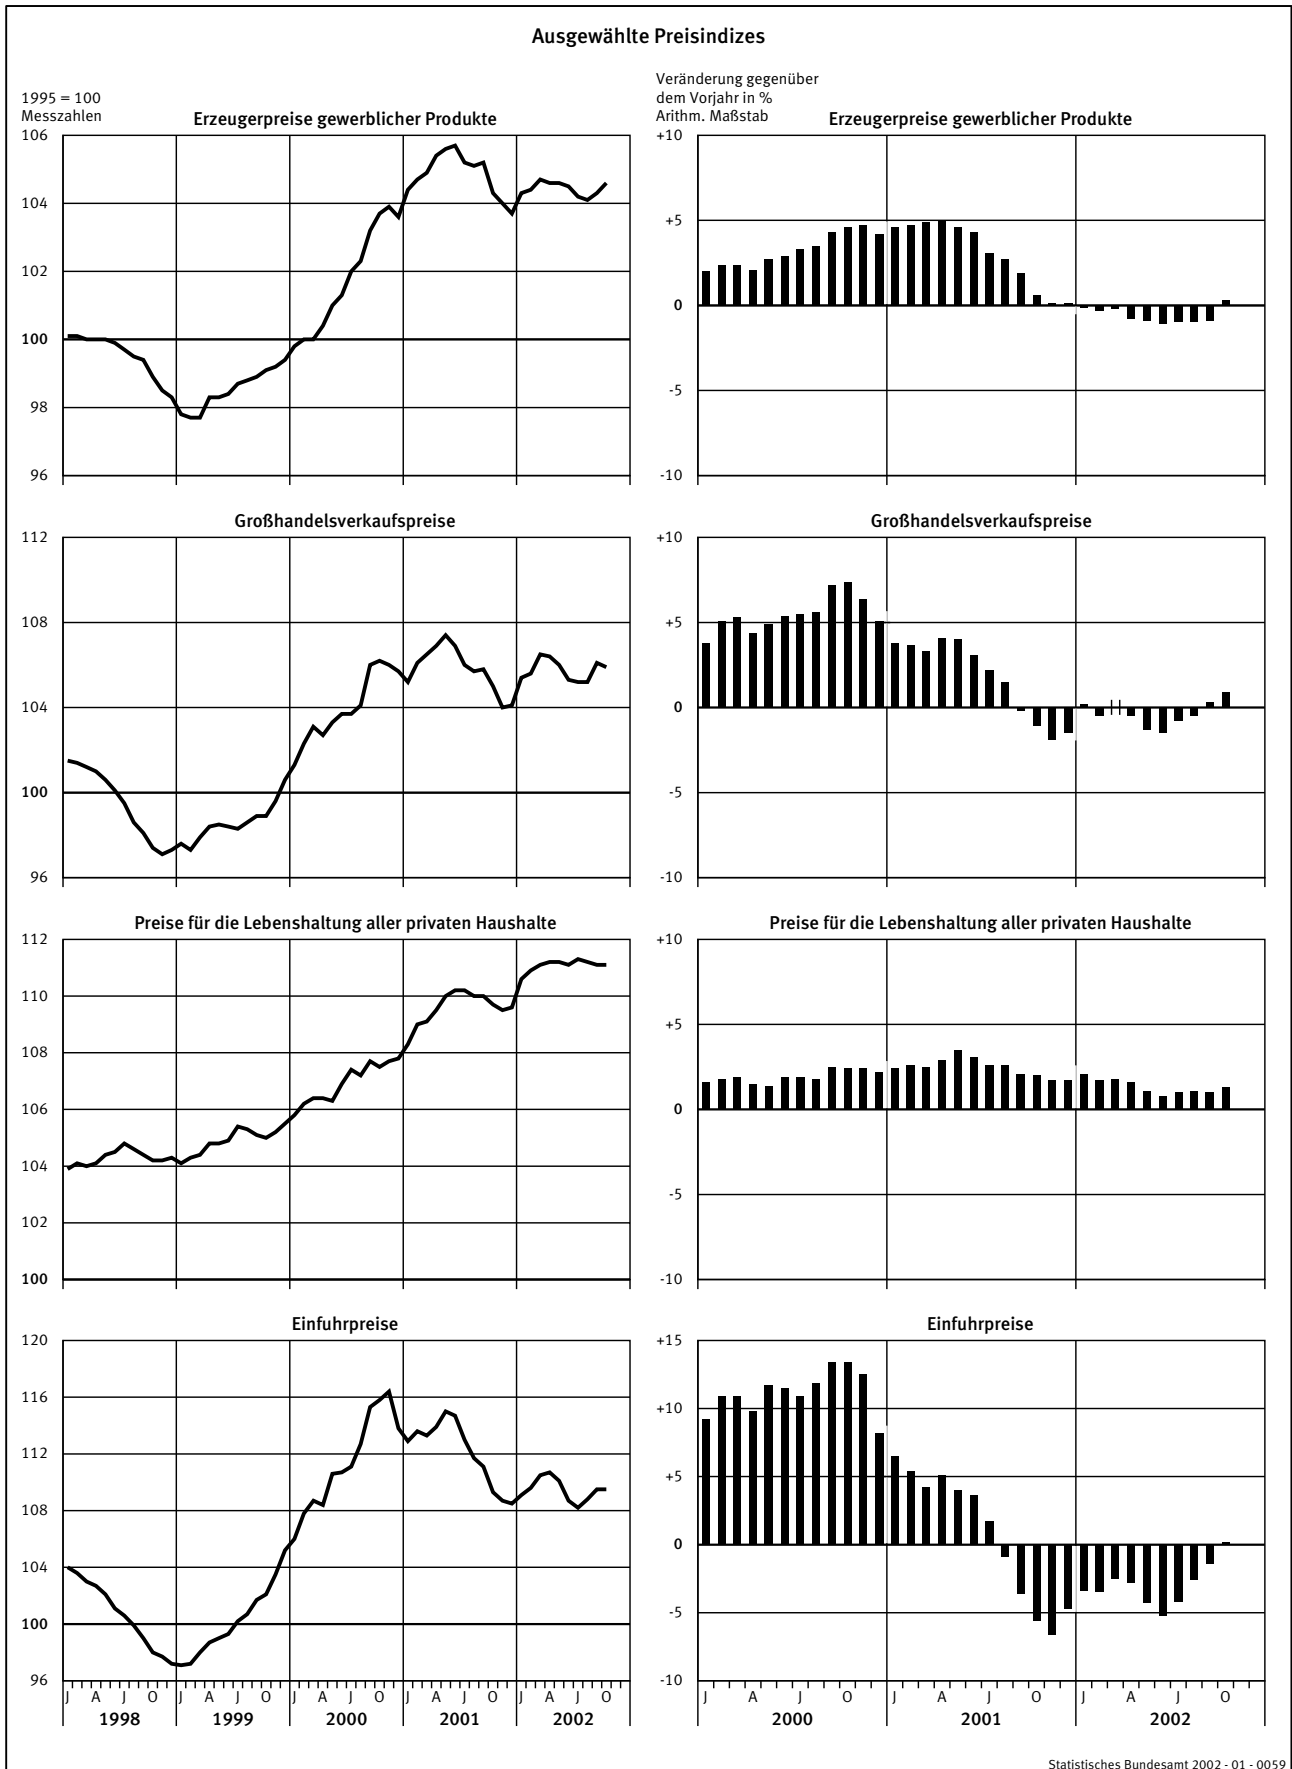 Ausgewählte Preisindizes
1995 = 100
Messzahlen
Erzeugerpreise gewerblicher Produkte
106
104
102
100
98
96
Veränderung gegenüber
dem Vorjahr in %
Arithm. Maßstab
Erzeugerpreise gewerblicher Produkte
+10
+5
0
-5
-10
Großhandelsverkaufspreise
112
108
104
100
96
Großhandelsverkaufspreise
+10
+5
0
-5
-10
Preise für die Lebenshaltung aller privaten Haushalte
112
110
108
106
104
102
100
Preise für die Lebenshaltung aller privaten Haushalte
+10
+5
0
-5
-10
Einfuhrpreise
120
116
112
108
104
100
96
J A J O J A J O J A J O J A J O J A J O
1998 1999 2000 2001 2002
Einfuhrpreise
+15
+10
+5
0
-5
-10
J A J O J A J O J A J O
2000 2001 2002
Statistisches Bundesamt 2002 - 01 - 0059